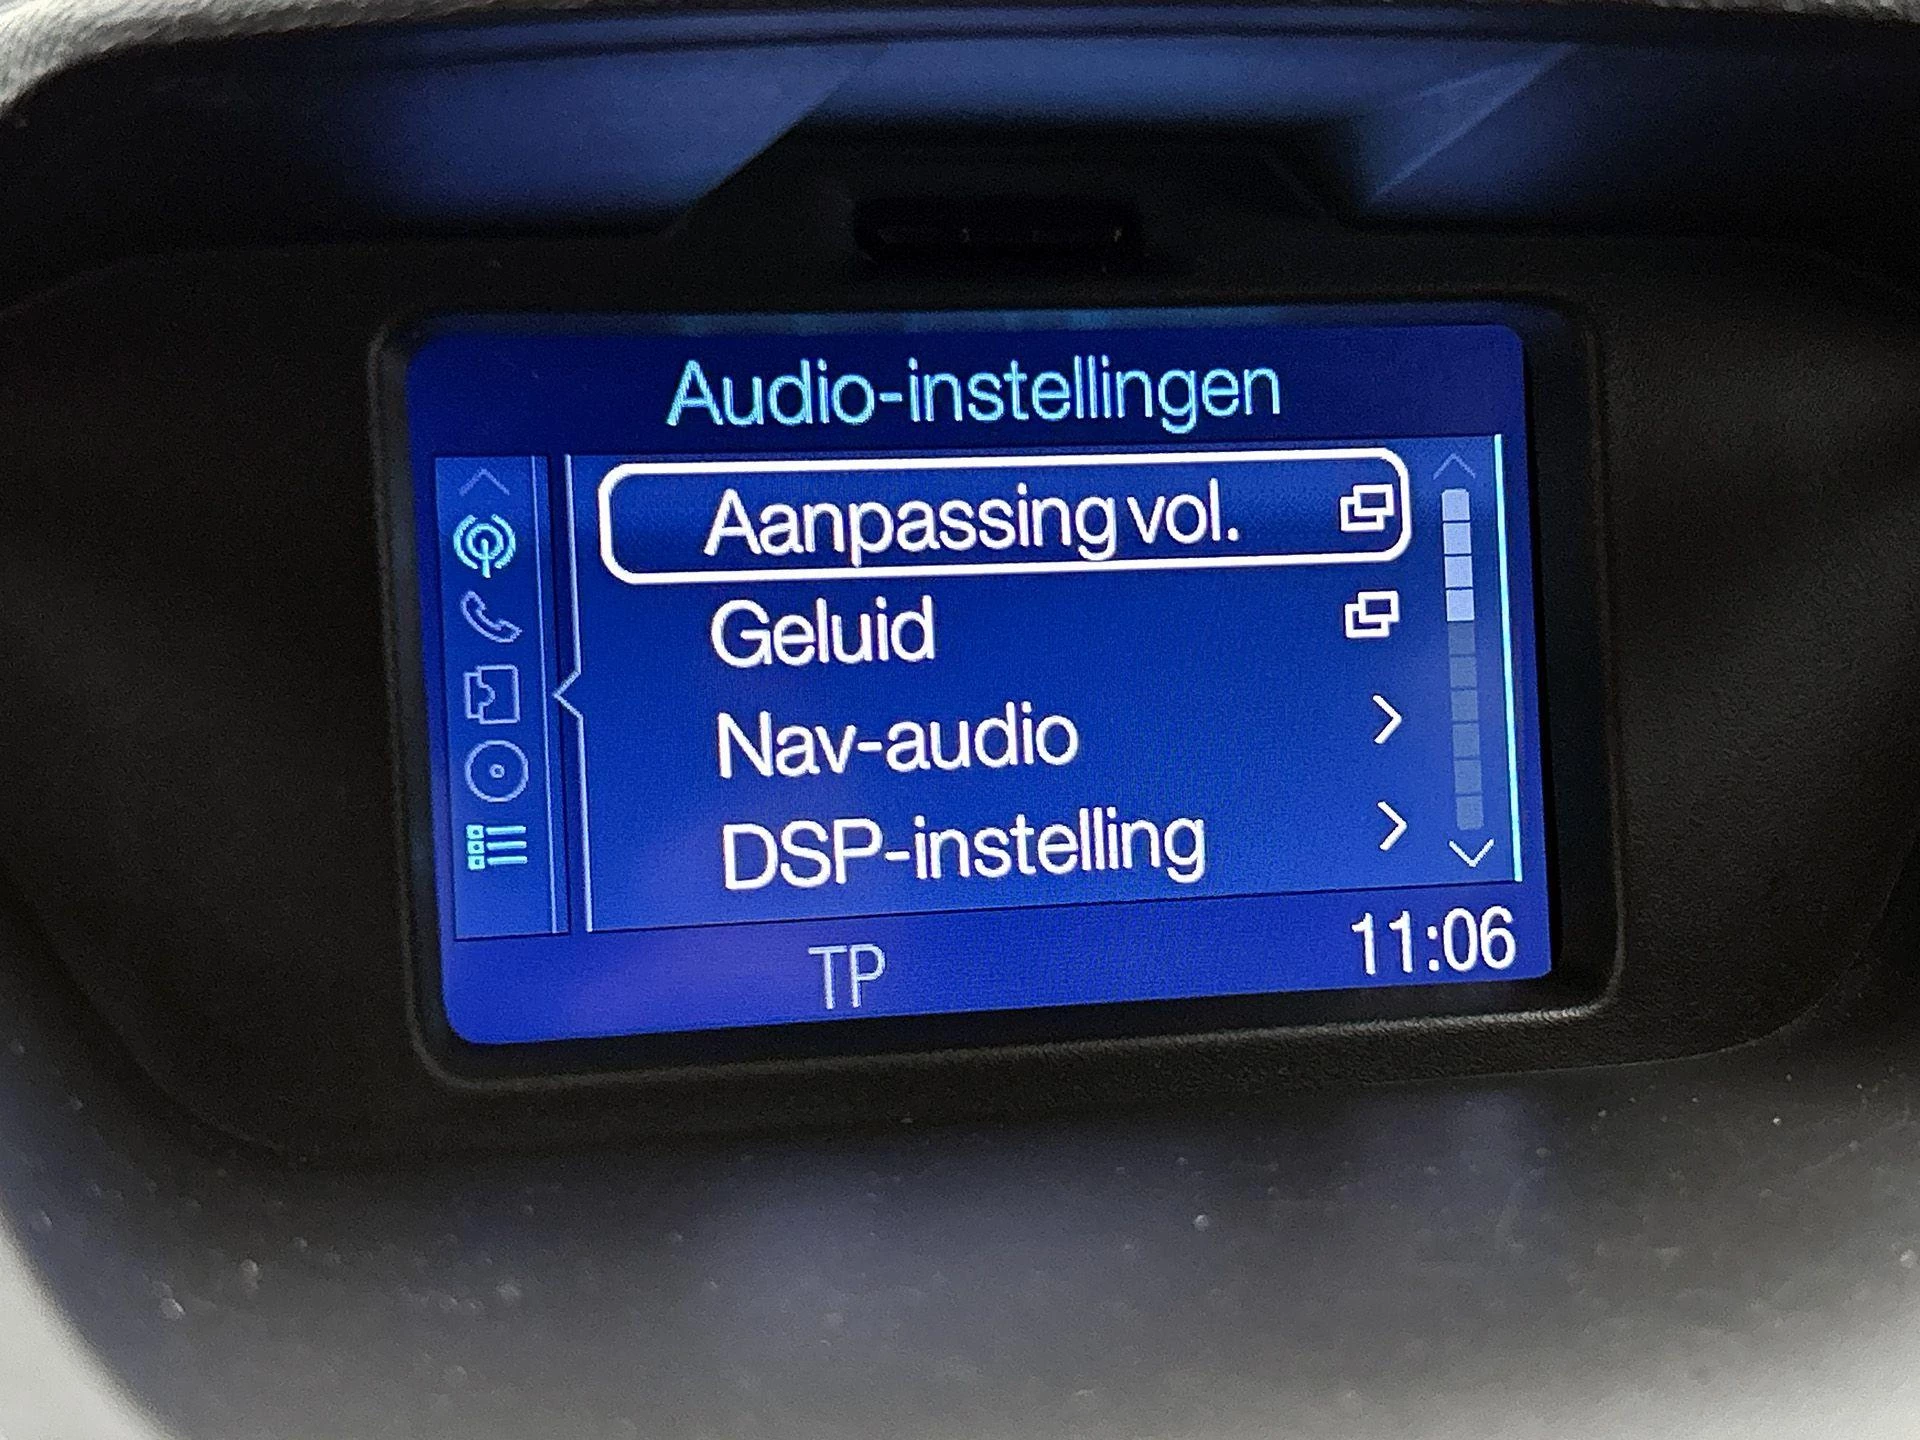 Audio-instellingen
Aanpassing vol.
Geluid
Nav-audio
DSP-instelling
TP 11:06